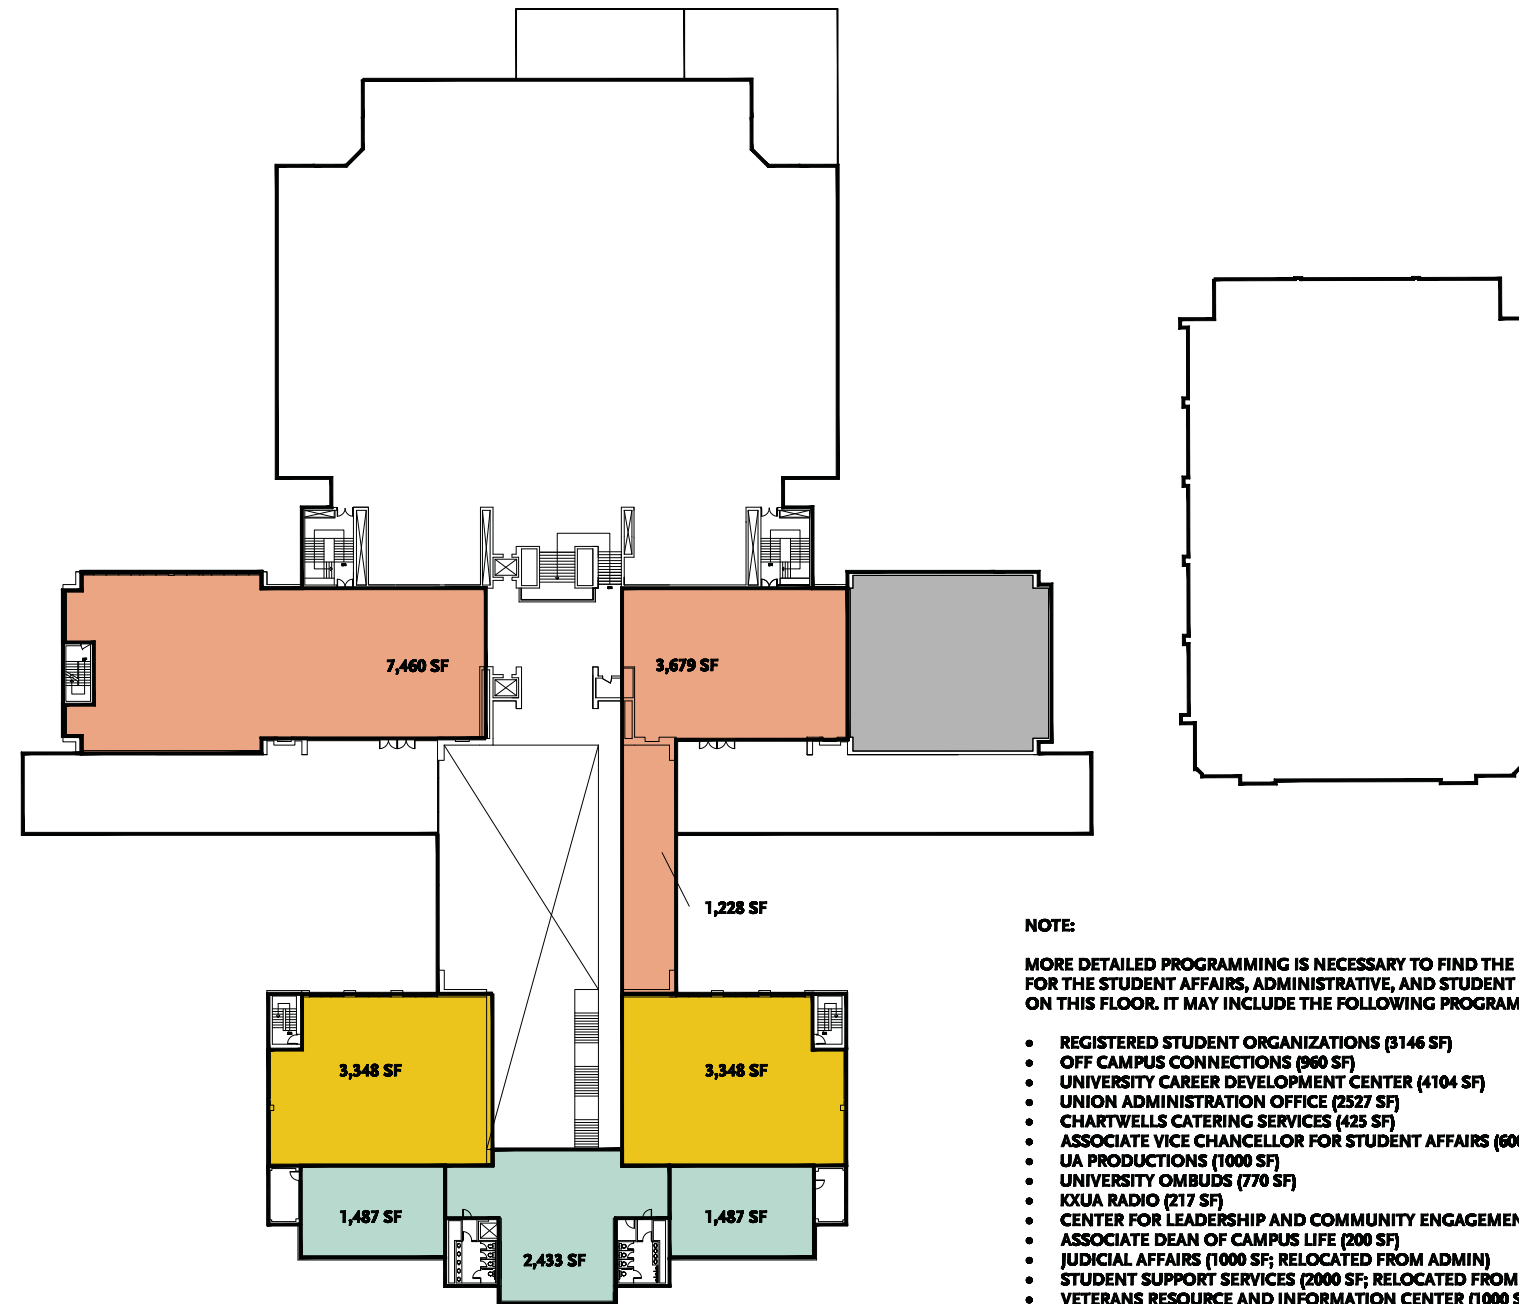 7,460 SF
3,679 SF
1,228 SF
3,348 SF
3,348 SF
1,487 SF
1,487 SF
2,433 SF
NOTE:
MORE DETAILED PROGRAMMING IS NECESSARY TO FIND THE
FOR THE STUDENT AFFAIRS, ADMINISTRATIVE, AND STUDENT
ON THIS FLOOR. IT MAY INCLUDE THE FOLLOWING PROGRAM
• REGISTERED STUDENT ORGANIZATIONS (3146 SF)
• OFF CAMPUS CONNECTIONS (960 SF)
• UNIVERSITY CAREER DEVELOPMENT CENTER (4104 SF)
• UNION ADMINISTRATION OFFICE (2527 SF)
• CHARTWELLS CATERING SERVICES (425 SF)
• ASSOCIATE VICE CHANCELLOR FOR STUDENT AFFAIRS (600
• UA PRODUCTIONS (1000 SF)
• UNIVERSITY OMBUDS (770 SF)
• KXUA RADIO (217 SF)
• CENTER FOR LEADERSHIP AND COMMUNITY ENGAGEMEN
• ASSOCIATE DEAN OF CAMPUS LIFE (200 SF)
• JUDICIAL AFFAIRS (1000 SF; RELOCATED FROM ADMIN)
• STUDENT SUPPORT SERVICES (2000 SF; RELOCATED FROM
• VETERANS RESOURCE AND INFORMATION CENTER (1000 S